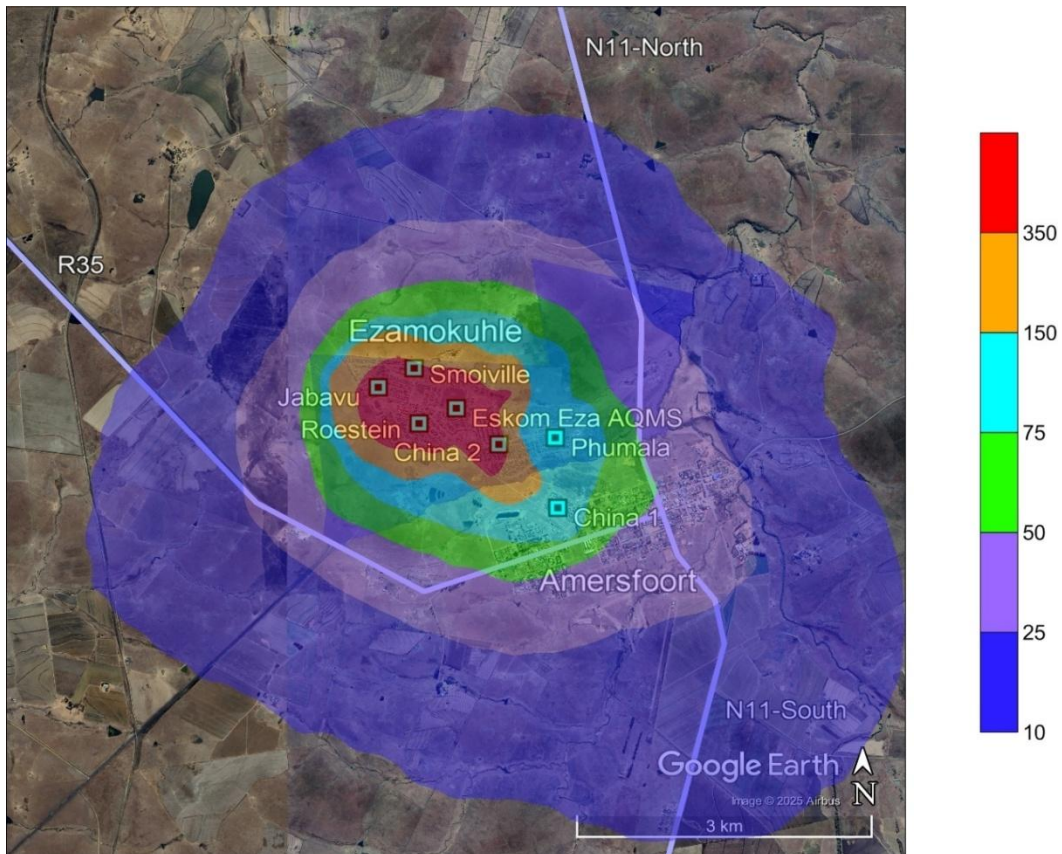 N11-North
R35
Ezamokuhle
Smoiville
Jabavu
Eskom Eza AQMS
Roestein
China 2
Phumala
China 1
Amersfoort
N11-South
Google Earth
Image © 2025 Airbus
N
3 km
350
150
75
50
25
10